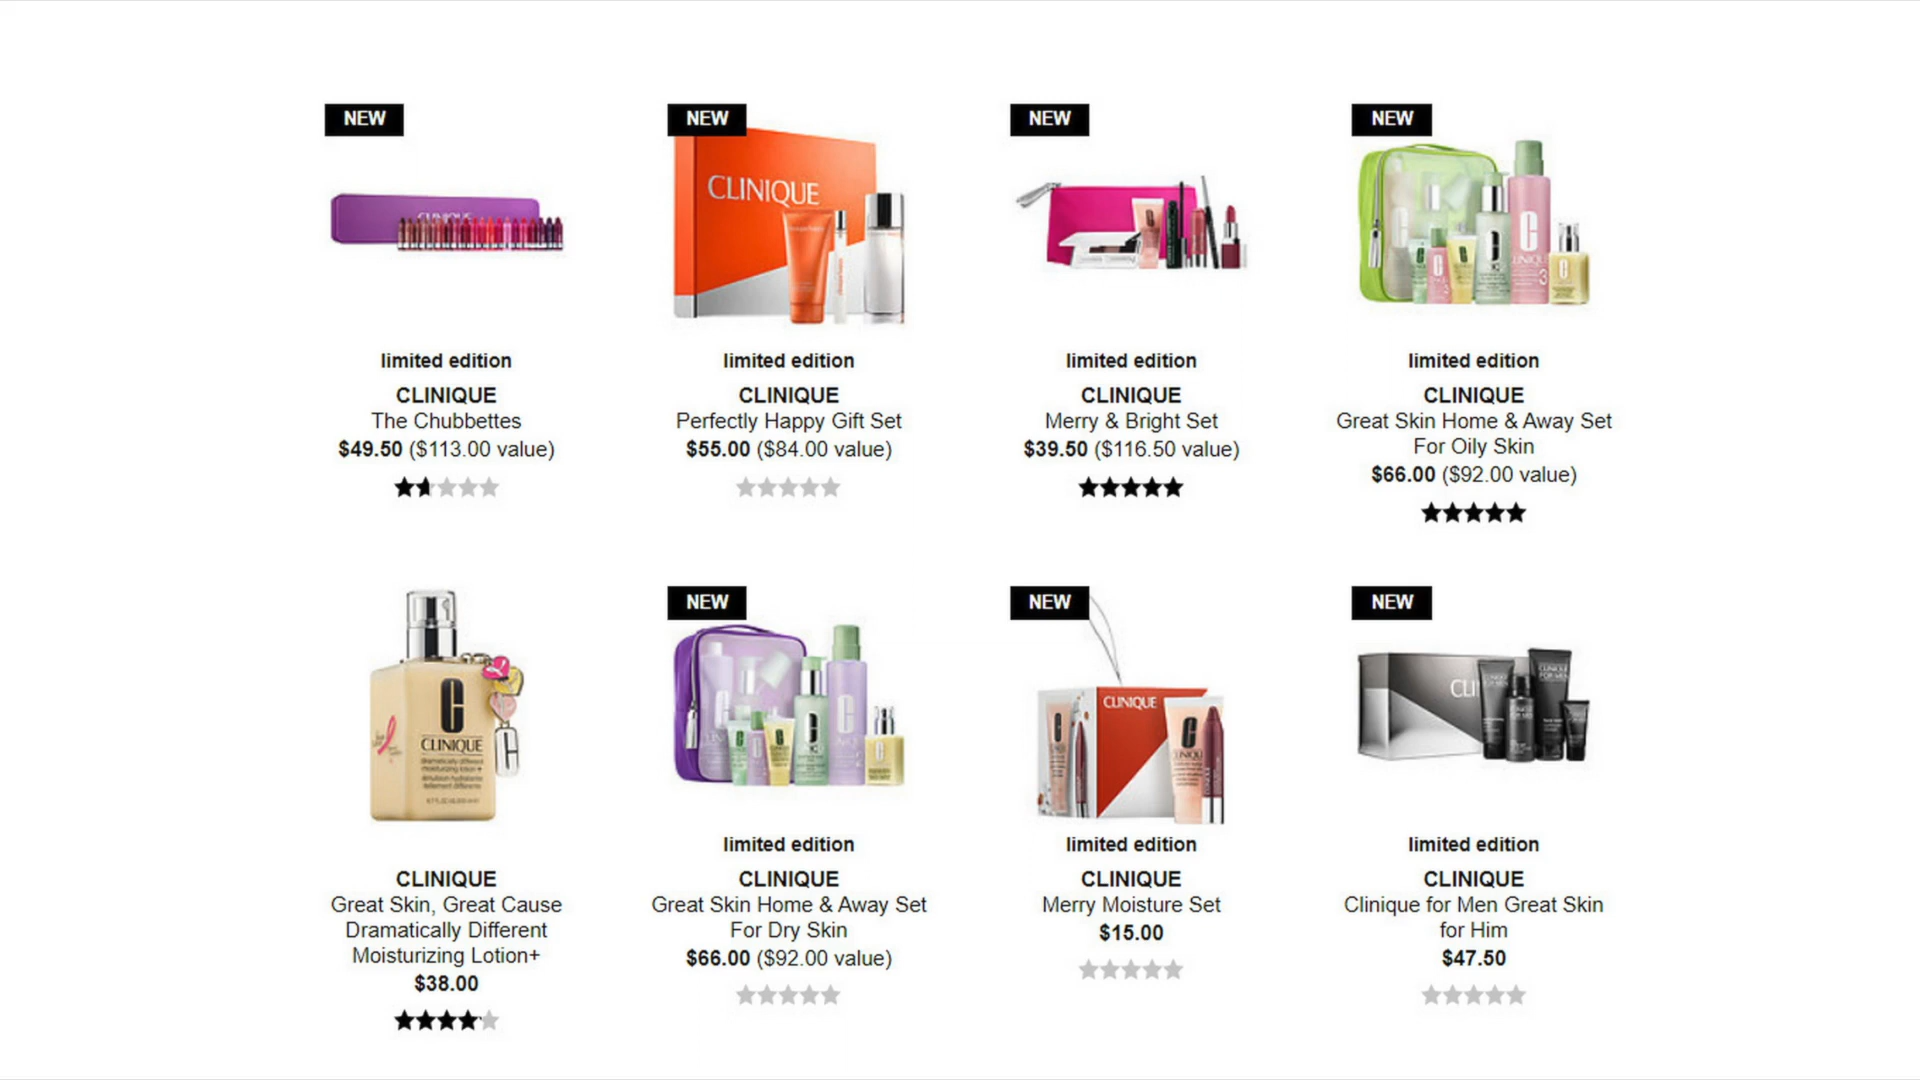 NEW
NEW
NEW
NEW
CLINIQUE
CLINIQUE
limited edition
CLINIQUE
The Chubbettes
$49.50 ($113.00 value)
limited edition
CLINIQUE
Perfectly Happy Gift Set
$55.00 ($84.00 value)
limited edition
CLINIQUE
Merry & Bright Set
$39.50 ($116.50 value)
limited edition
CLINIQUE
Great Skin Home & Away Set
For Oily Skin
$66.00 ($92.00 value)
NEW
NEW
NEW
CLINIQUE
dramatically different
moisturizing lotion+
CLINIQUE
CLINIQUE
Great Skin, Great Cause
Dramatically Different
Moisturizing Lotion+
$38.00
limited edition
CLINIQUE
Great Skin Home & Away Set
For Dry Skin
$66.00 ($92.00 value)
limited edition
CLINIQUE
Merry Moisture Set
$15.00
limited edition
CLINIQUE
Clinique for Men Great Skin
for Him
$47.50